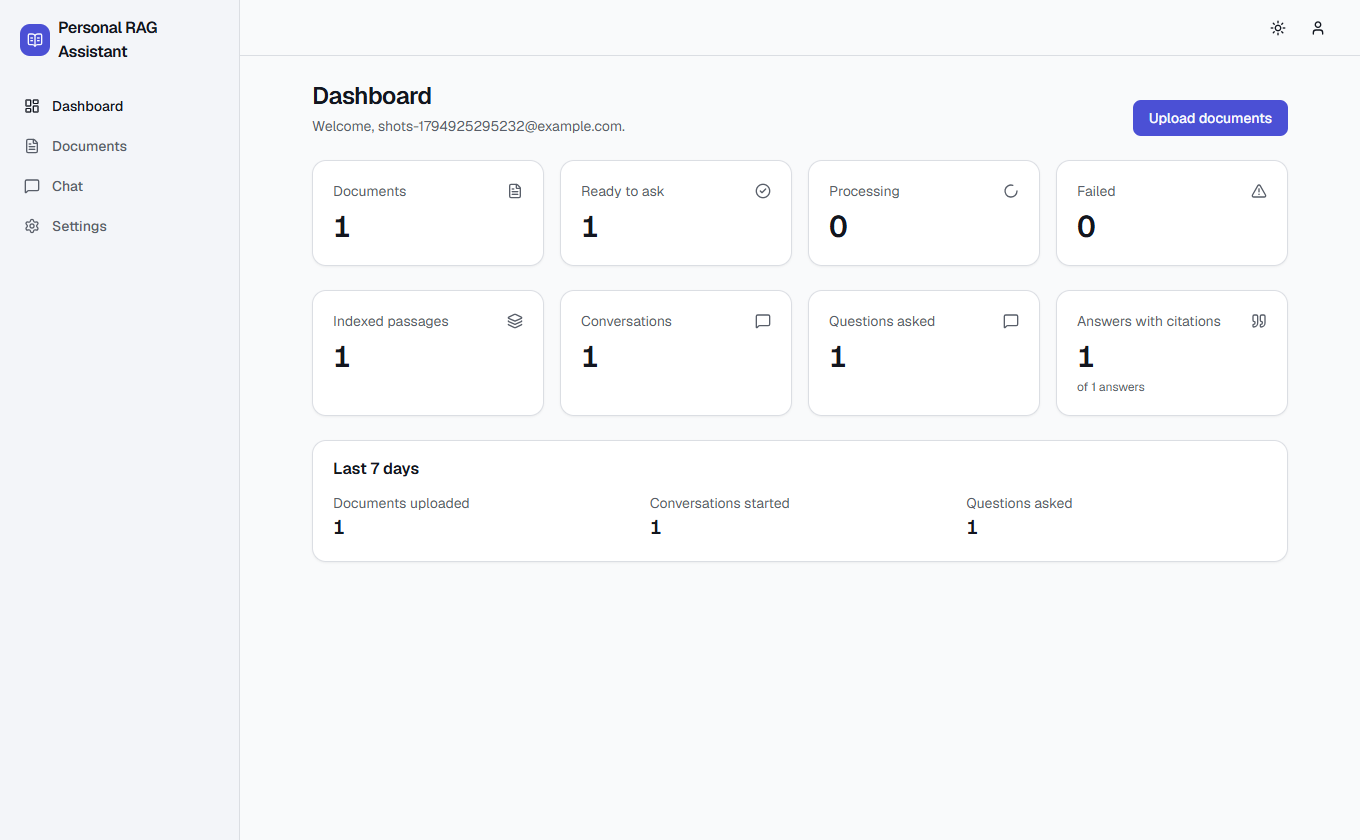 Personal RAG
Assistant
Dashboard
Documents
Chat
Settings
Dashboard
Welcome, shots-1794925295232@example.com.
Upload documents
Documents
1
Ready to ask
1
Processing
0
Failed
0
Indexed passages
1
Conversations
1
Questions asked
1
Answers with citations
1
of 1 answers
Last 7 days
Documents uploaded
1
Conversations started
1
Questions asked
1